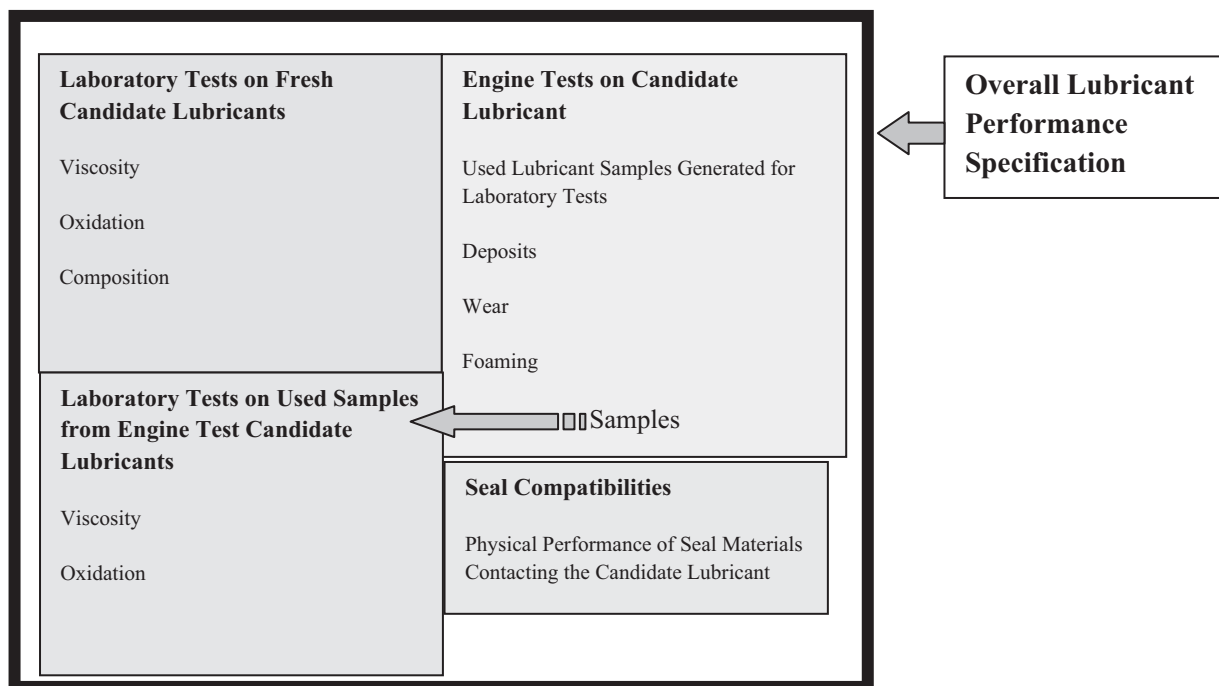 Laboratory Tests on Fresh
Candidate Lubricants
Viscosity
Oxidation
Composition
Engine Tests on Candidate
Lubricant
Used Lubricant Samples Generated for
Laboratory Tests
Deposits
Wear
Foaming
Samples
Laboratory Tests on Used Samples
from Engine Test Candidate
Lubricants
Viscosity
Oxidation
Seal Compatibilities
Physical Performance of Seal Materials
Contacting the Candidate Lubricant
Overall Lubricant
Performance
Specification